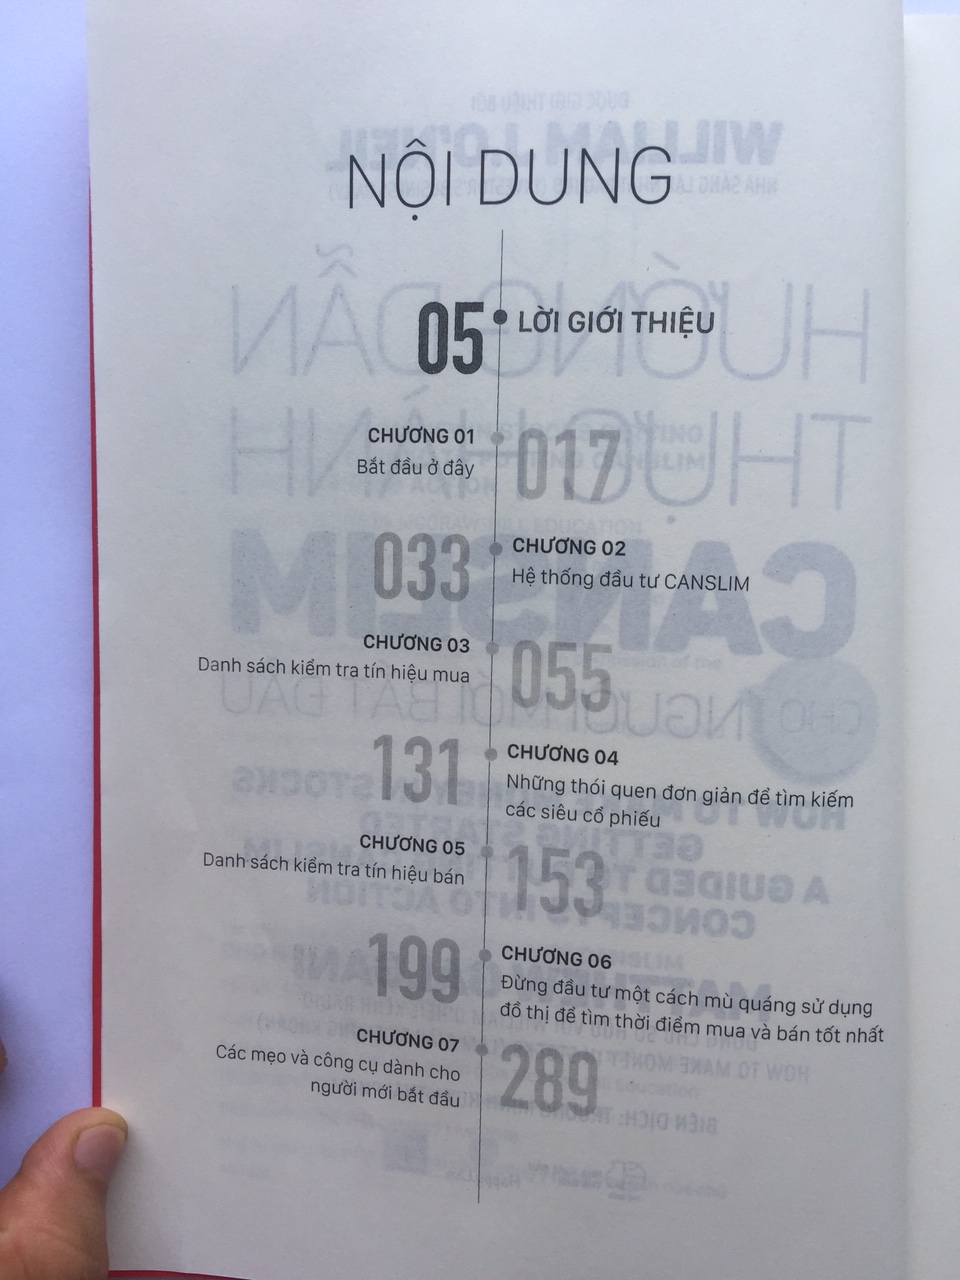 NỘI DUNG
05 LỜI GIỚI THIỆU
CHƯƠNG 01
Bắt đầu ở đây
017
033
CHƯƠNG 02
Hệ thống đầu tư CANSLIM
CHƯƠNG 03
Danh sách kiểm tra tín hiệu mua
055
131
CHƯƠNG 04
Những thói quen đơn giản để tìm kiếm
các siêu cổ phiếu
CHƯƠNG 05
Danh sách kiểm tra tín hiệu bán
153
199
CHƯƠNG 06
Đừng đầu tư một cách mù quáng sử dụng
đồ thị để tìm thời điểm mua và bán tốt nhất
CHƯƠNG 07
Các mẹo và công cụ dành cho
người mới bắt đầu
289